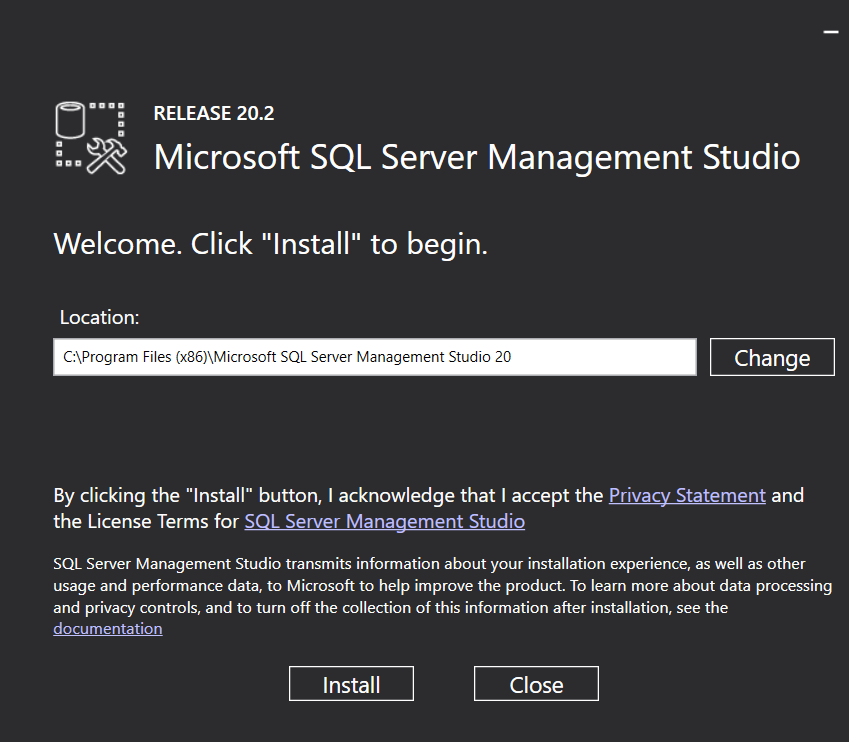 RELEASE 20.2
Microsoft SQL Server Management Studio
Welcome. Click "Install" to begin.
Location:
C:\Program Files (x86)\Microsoft SQL Server Management Studio 20
Change
By clicking the "Install" button, I acknowledge that I accept the Privacy Statement and
the License Terms for SQL Server Management Studio
SQL Server Management Studio transmits information about your installation experience, as well as other
usage and performance data, to Microsoft to help improve the product. To learn more about data processing
and privacy controls, and to turn off the collection of this information after installation, see the
documentation
Install
Close